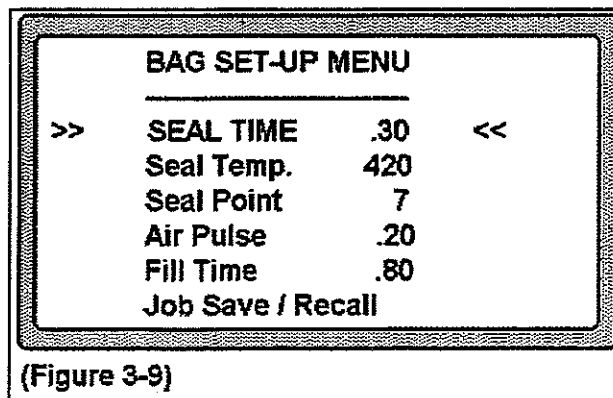 BAG SET-UP MENU
>> SEAL TIME .30 <<
Seal Temp. 420
Seal Point 7
Air Pulse .20
Fill Time .80
Job Save / Recall
(Figure 3-9)